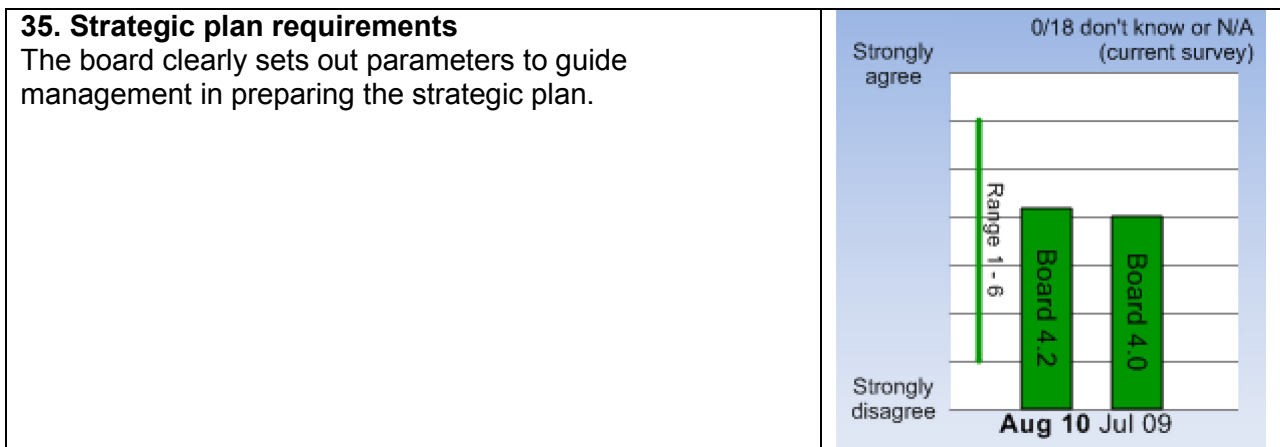 35. Strategic plan requirements
The board clearly sets out parameters to guide
management in preparing the strategic plan.
0/18 don't know or N/A
(current survey)
Strongly
agree
Range 1 - 6
Board 4.2
Board 4.0
Strongly
disagree
Aug 10 Jul 09